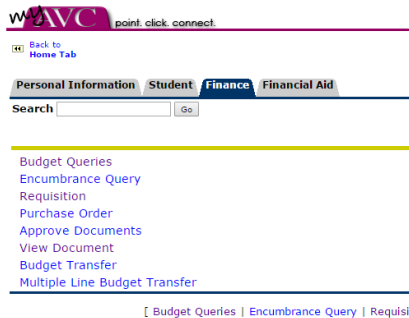 myAVC point. click. connect.
Back to
Home Tab
Personal Information Student Finance Financial Aid
Search Go
Budget Queries
Encumbrance Query
Requisition
Purchase Order
Approve Documents
View Document
Budget Transfer
Multiple Line Budget Transfer
[ Budget Queries | Encumbrance Query | Requisi